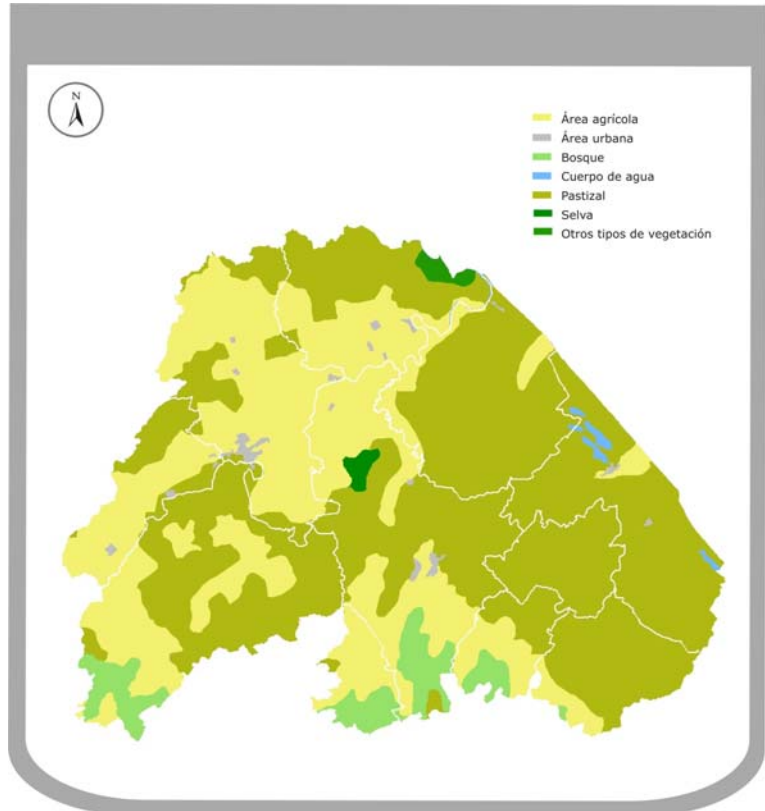 N
Área agrícola
Área urbana
Bosque
Cuerpo de agua
Pastizal
Selva
Otros tipos de vegetación